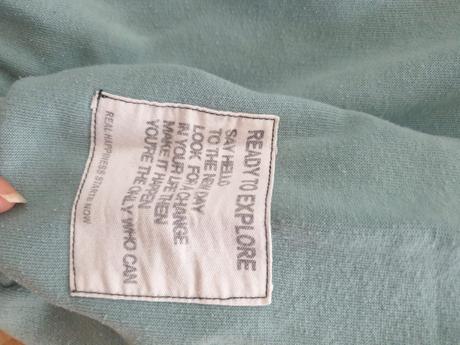 READY TO EXPLORE
SAY HELLO
TO THE NEW DAY
LOOK FOR A CHANGE
IN YOUR LIFE THEN
MAKE IT HAPPEN
YOU'RE THE ONLY WHO CAN
REAL HAPPINESS STARTS NOW